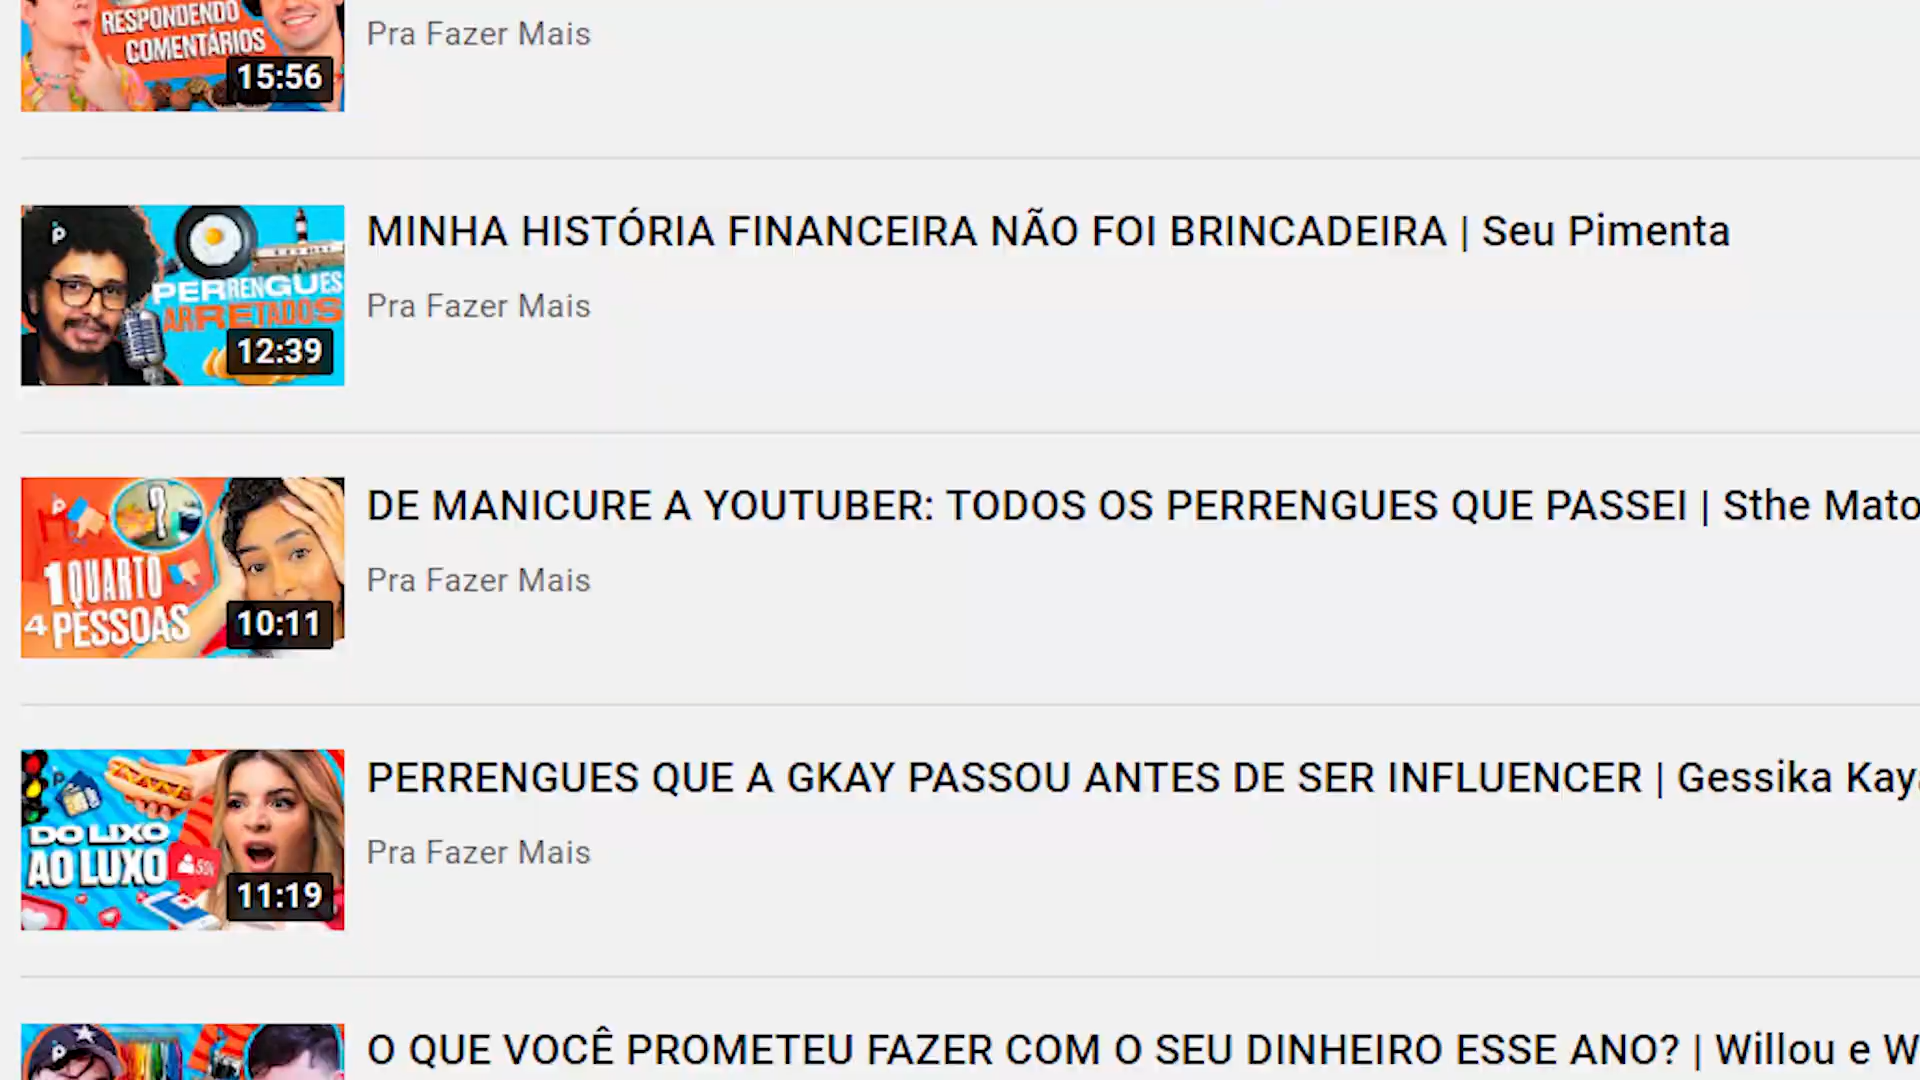 RESPONDENDO
COMENTÁRIOS
15:56
Pra Fazer Mais
MINHA HISTÓRIA FINANCEIRA NÃO FOI BRINCADEIRA | Seu Pimenta
PERRENGUES
ARRETADOS
12:39
Pra Fazer Mais
DE MANICURE A YOUTUBER: TODOS OS PERRENGUES QUE PASSEI | Sthe Mato
?
1 QUARTO
4 PESSOAS
10:11
Pra Fazer Mais
PERRENGUES QUE A GKAY PASSOU ANTES DE SER INFLUENCER | Gessika Kaya
DO LIXO
AO LUXO
11:19
Pra Fazer Mais
O QUE VOCÊ PROMETEU FAZER COM O SEU DINHEIRO ESSE ANO? | Willou e W